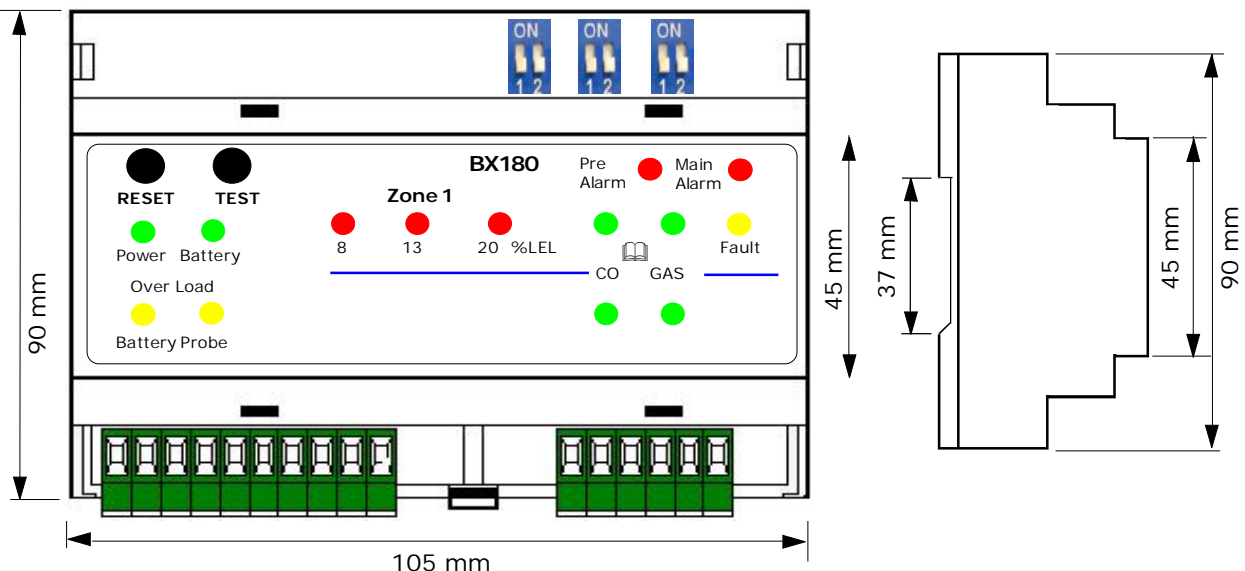 ON ON ON
1 2 1 2 1 2
BX180
Pre Alarm
Main Alarm
RESET TEST
Zone 1
8 13 20 %LEL
Power Battery
Fault
CO GAS
Over Load
Battery Probe
90 mm
105 mm
45 mm
37 mm
45 mm
90 mm